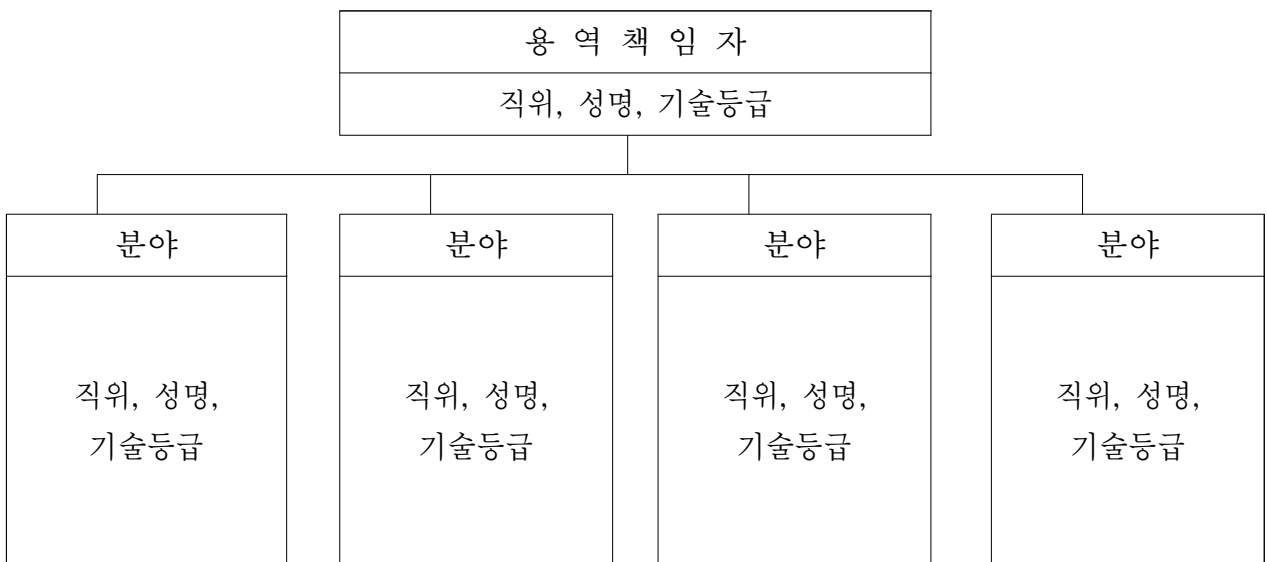 용 역 책 임 자
직위, 성명, 기술등급
분야
직위, 성명,
기술등급
분야
직위, 성명,
기술등급
분야
직위, 성명,
기술등급
분야
직위, 성명,
기술등급